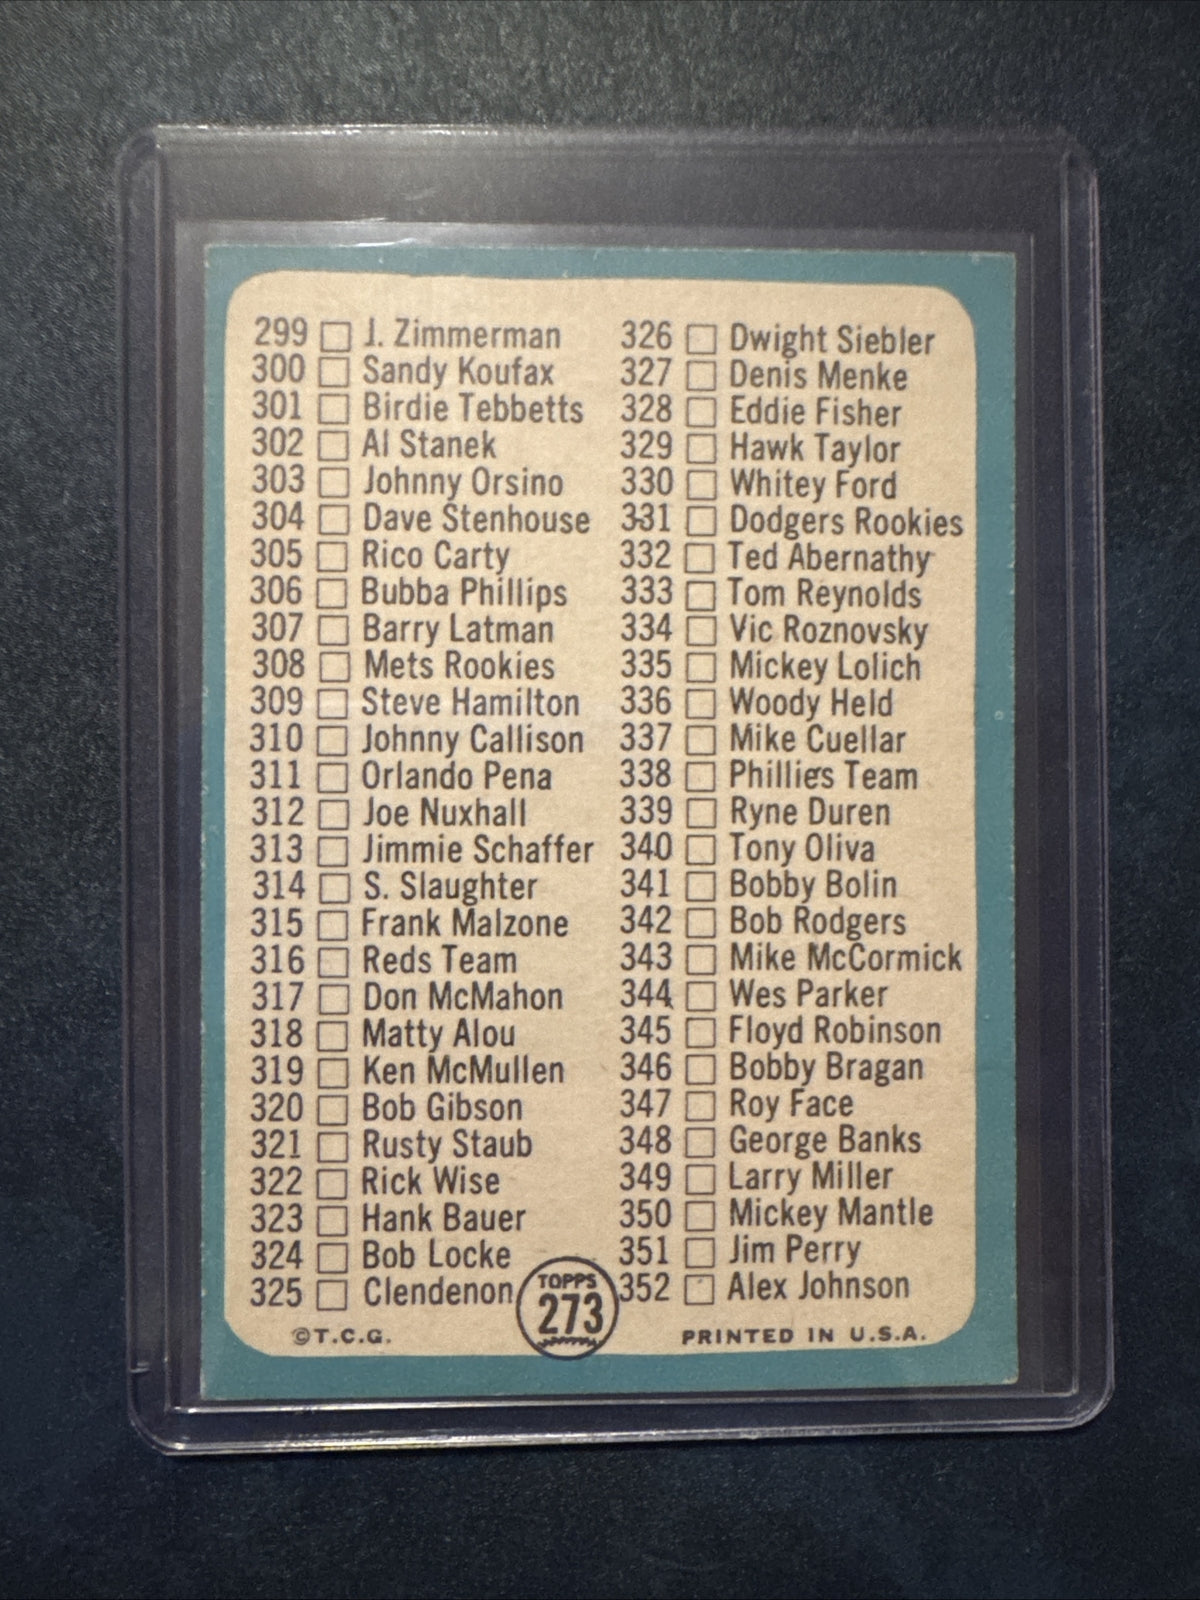 299 J. Zimmerman
300 Sandy Koufax
301 Birdie Tebbetts
302 Al Stanek
303 Johnny Orsino
304 Dave Stenhouse
305 Rico Carty
306 Bubba Phillips
307 Barry Latman
308 Mets Rookies
309 Steve Hamilton
310 Johnny Callison
311 Orlando Pena
312 Joe Nuxhall
313 Jimmie Schaffer
314 S. Slaughter
315 Frank Malzone
316 Reds Team
317 Don McMahon
318 Matty Alou
319 Ken McMullen
320 Bob Gibson
321 Rusty Staub
322 Rick Wise
323 Hank Bauer
324 Bob Locke
325 Clendenon
326 Dwight Siebler
327 Denis Menke
328 Eddie Fisher
329 Hawk Taylor
330 Whitey Ford
331 Dodgers Rookies
332 Ted Abernathy
333 Tom Reynolds
334 Vic Roznovsky
335 Mickey Lolich
336 Woody Held
337 Mike Cuellar
338 Phillies Team
339 Ryne Duren
340 Tony Oliva
341 Bobby Bolin
342 Bob Rodgers
343 Mike McCormick
344 Wes Parker
345 Floyd Robinson
346 Bobby Bragan
347 Roy Face
348 George Banks
349 Larry Miller
350 Mickey Mantle
351 Jim Perry
352 Alex Johnson
TOPPS
273
©T.C.G.
PRINTED IN U.S.A.